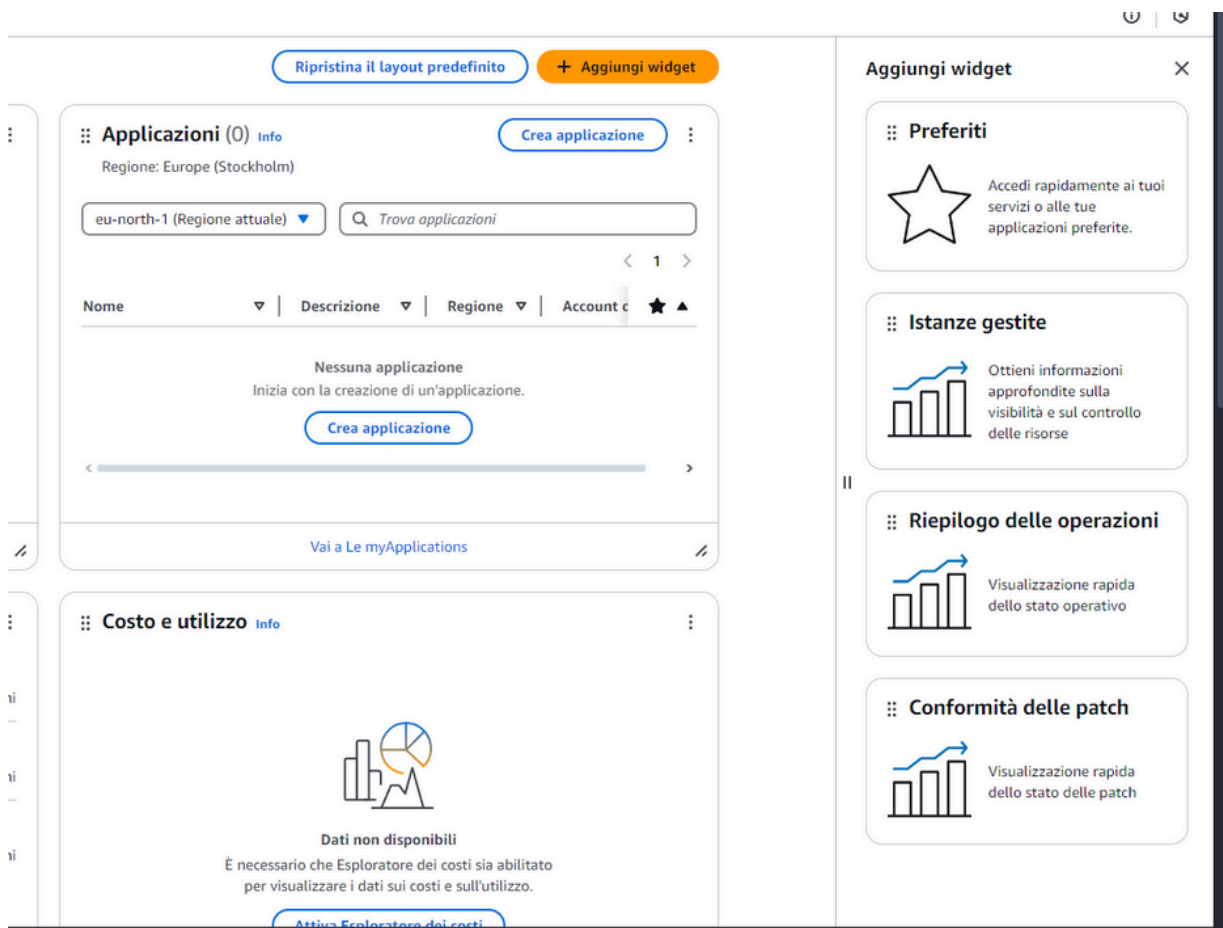 Ripristina il layout predefinito
+ Aggiungi widget
Applicazioni (0) Info
Crea applicazione
Regione: Europe (Stockholm)
eu-north-1 (Regione attuale)
Trova applicazioni
1
Nome
Descrizione
Regione
Account
Nessuna applicazione
Inizia con la creazione di un'applicazione.
Crea applicazione
Vai a Le myApplications
Costo e utilizzo Info
Dati non disponibili
È necessario che Esploratore dei costi sia abilitato
per visualizzare i dati sui costi e sull'utilizzo.
Attiva Esploratore dei costi
Aggiungi widget
Preferiti
Accedi rapidamente ai tuoi
servizi o alle tue
applicazioni preferite.
Istanze gestite
Ottieni informazioni
approfondite sulla
visibilità e sul controllo
delle risorse
Riepilogo delle operazioni
Visualizzazione rapida
dello stato operativo
Conformità delle patch
Visualizzazione rapida
dello stato delle patch